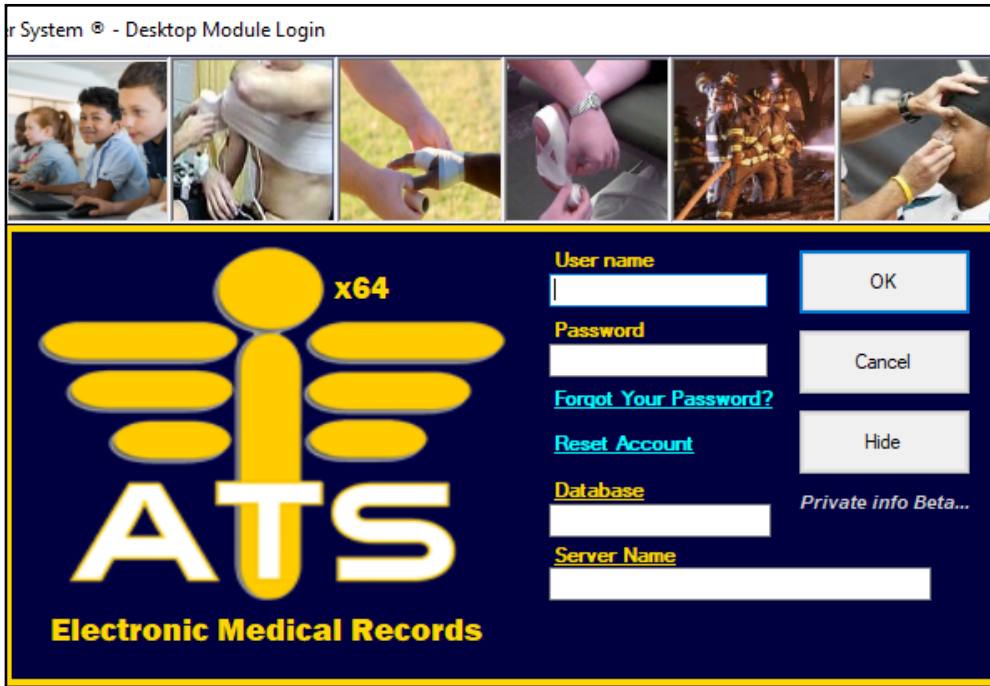 r System ® - Desktop Module Login
x64
User name
OK
Password
Cancel
Forgot Your Password?
Reset Account
Hide
Database
Private info Beta...
Server Name
ATS
Electronic Medical Records